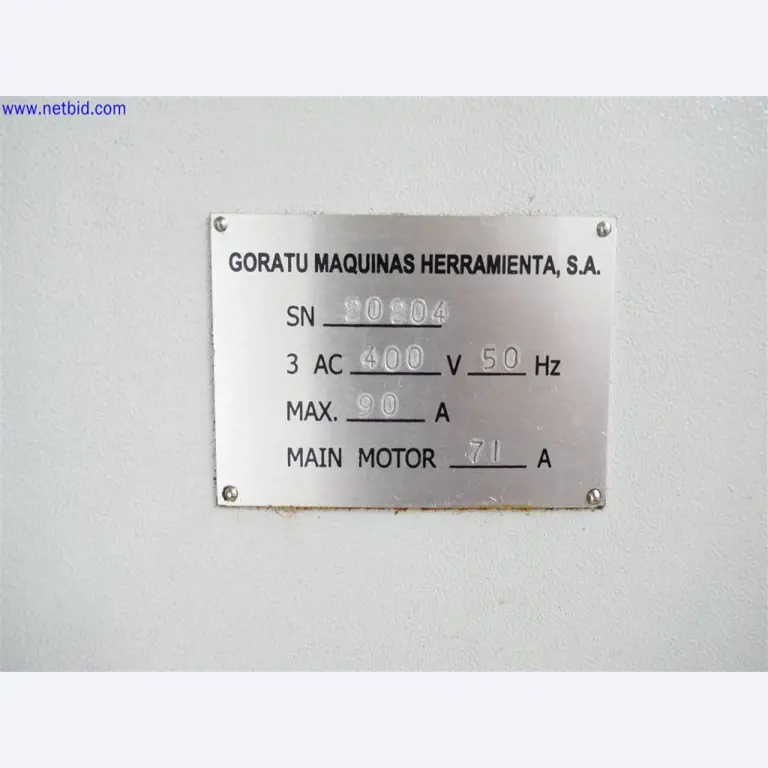 www.netbid.com
GORATU MAQUINAS HERRAMIENTA, S.A.
SN 20204
3 AC 400 V 50 Hz
MAX. 90 A
MAIN MOTOR 71 A